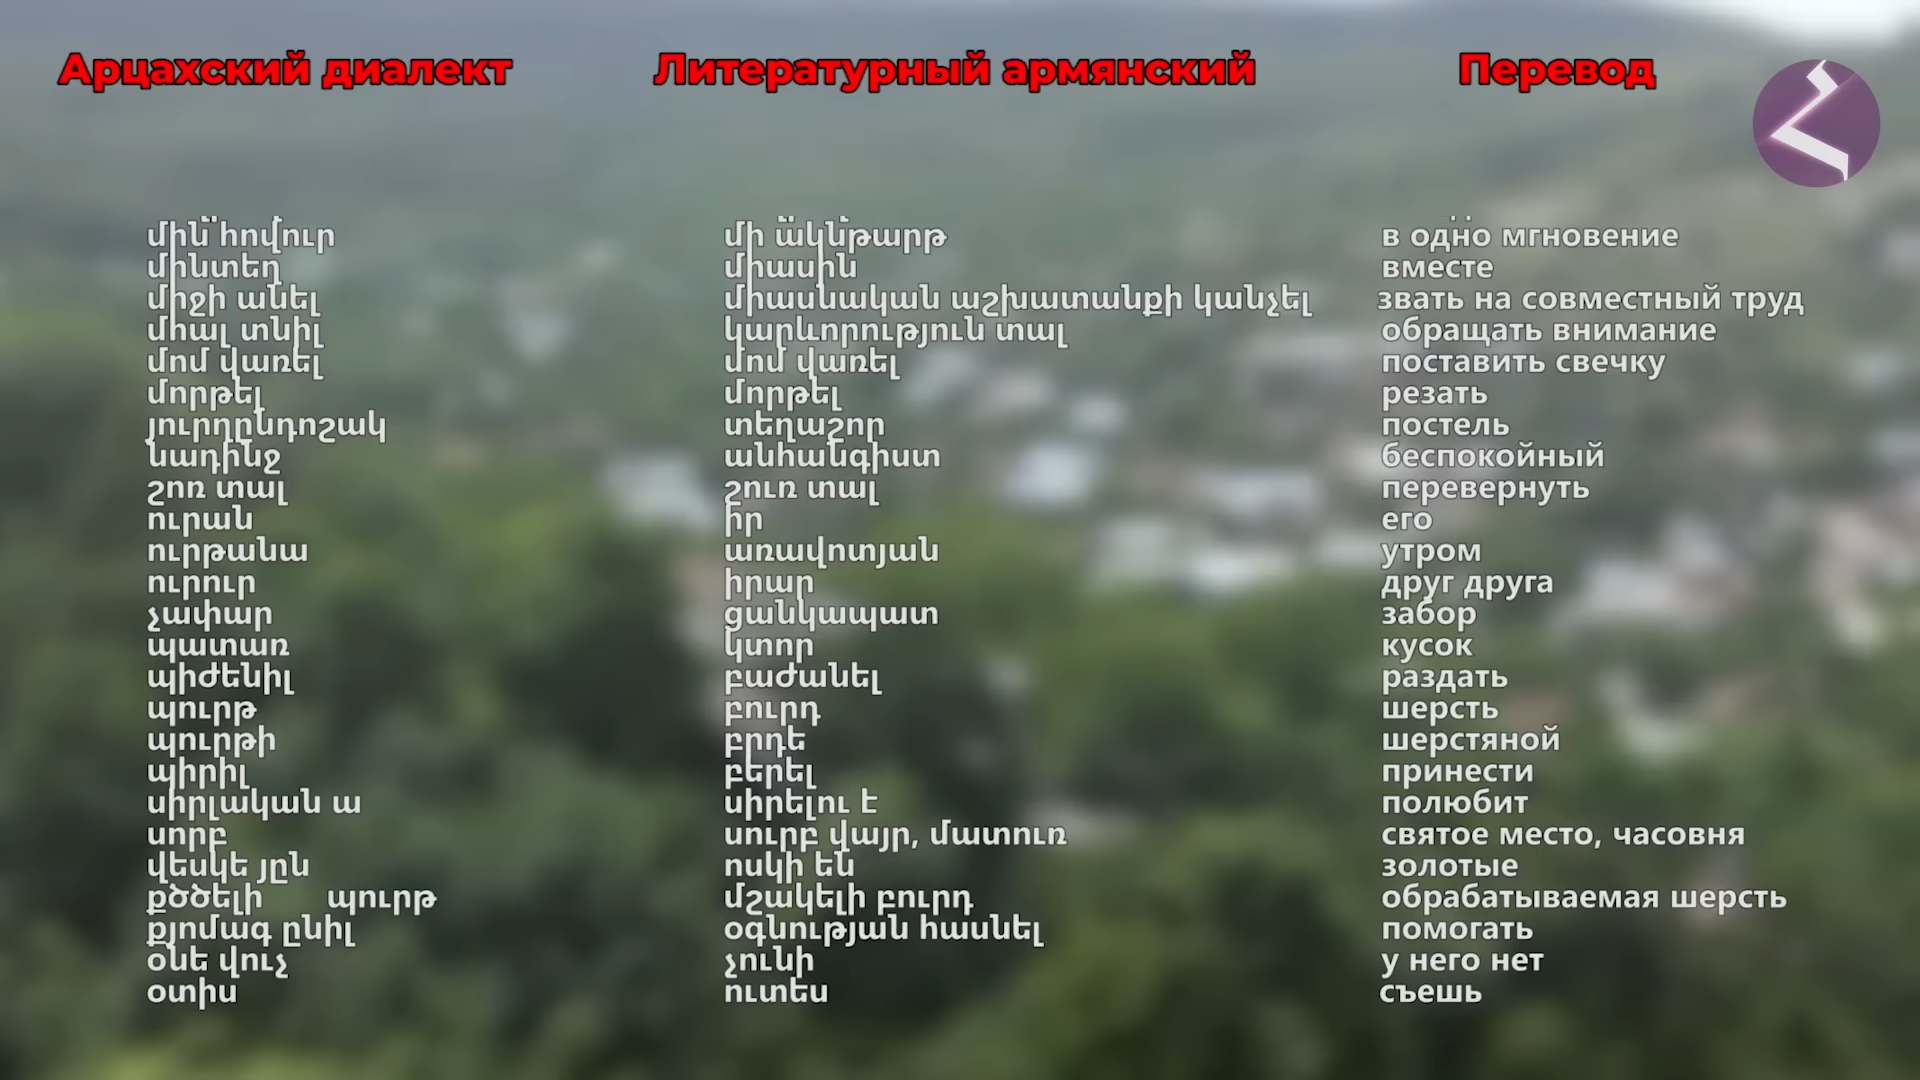 Арцахский диалект Литературный армянский Перевод
մին հովուր մի ակնթարթ в одно мгновение
մինտեղ միասին вместе
միջի անել միասնական աշխատանքի կանչել звать на совместный труд
մհալ տնիլ կարևորություն տալ обращать внимание
մոմ վառել մոմ վառել поставить свечку
մորթել մորթել резать
յուրղընդոշակ տեղաշոր постель
նադինջ անհանգիստ беспокойный
շոռ տալ շուռ տալ перевернуть
ուրան իր его
ուրթանա առավոտյան утром
ուրուր իրար друг друга
չափար ցանկապատ забор
պատառ կտոր кусок
պիժենիլ բաժանել раздать
պուրթ բուրդ шерсть
պուրթի բրդե шерстяной
պիրիլ բերել принести
սիրլական ա սիրելու է полюбит
սորբ սուրբ վայր, մատուռ святое место, часовня
վեսկե յըն ոսկի են золотые
քծծելի պուրթ մշակելի բուրդ обрабатываемая шерсть
քյոմագ ընիլ օգնության հասնել помогать
օնե վուչ չունի у него нет
օտիս ուտես съешь